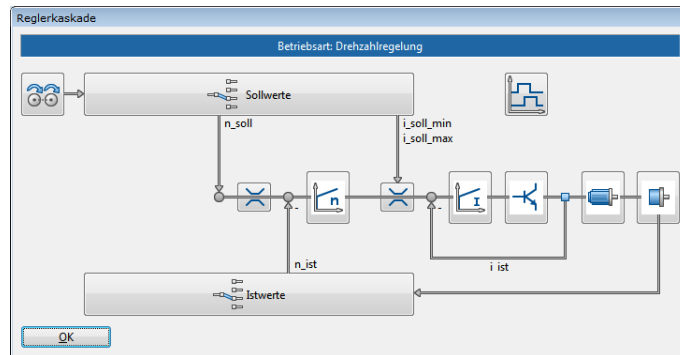 Reglerkaskade
Betriebsart: Drehzahlregelung
Sollwerte
n_soll
i_soll_min
i_soll_max
n
I
-
-
n_ist
i_ist
Istwerte
OK